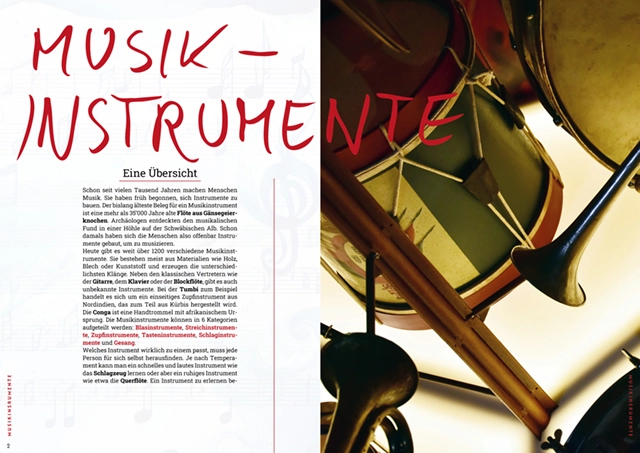 MUSIK-
INSTRUMENTE
Eine Übersicht
Schon seit vielen Tausend Jahren machen Menschen
Musik. Sie haben früh begonnen, sich Instrumente zu
bauen. Der bislang älteste Beleg für ein Musikinstrument
ist eine mehr als 35'000 Jahre alte Flöte aus Gänsegeier-
knochen. Archäologen entdeckten den musikalischen
Fund in einer Höhle auf der Schwäbischen Alb. Schon
damals haben sich die Menschen also offenbar Instru-
mente gebaut, um zu musizieren.
Heute gibt es weit über 1200 verschiedene Musikinst-
rumente. Sie bestehen meist aus Materialien wie Holz,
Blech oder Kunststoff und erzeugen die unterschied-
lichsten Klänge. Neben den klassischen Vertretern wie
der Gitarre, dem Klavier oder der Blockflöte, gibt es auch
unbekannte Instrumente. Bei der Tumbi zum Beispiel
handelt es sich um ein einseitiges Zupfinstrument aus
Nordindien, das zum Teil aus Kürbis hergestellt wird.
Die Conga ist eine Handtrommel mit afrikanischem Ur-
sprung. Die Musikinstrumente können in 6 Kategorien
aufgeteilt werden: Blasinstrumente, Streichinstrumen-
te, Zupfinstrumente, Tasteninstrumente, Schlaginstru-
mente und Gesang.
Welches Instrument wirklich zu einem passt, muss jede
Person für sich selbst herausfinden. Je nach Tempera-
ment kann man ein schnelles und lautes Instrument wie
das Schlagzeug lernen oder aber ein ruhiges Instrument
wie etwa die Querflöte. Ein Instrument zu erlernen be-
MUSIKINSRUMENTE
2
MUSIKINSRUMENTE